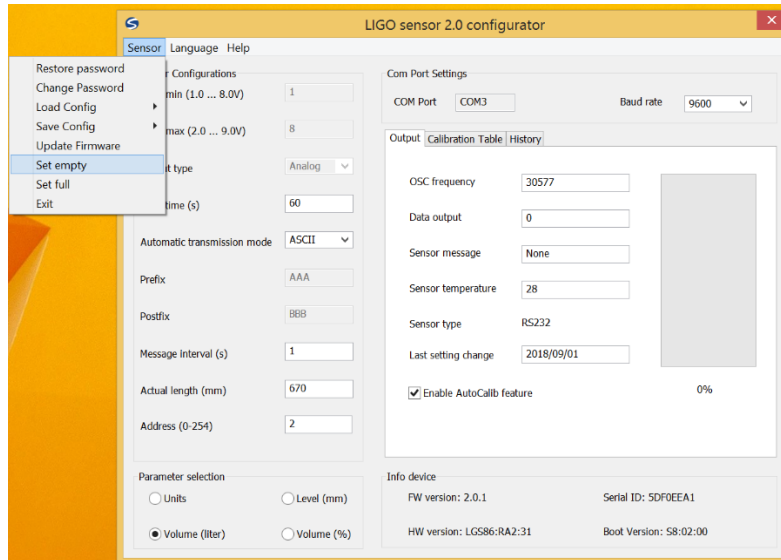 LIGO sensor 2.0 configurator
Sensor Language Help
Restore password
Change Password
Load Config
Save Config
Update Firmware
Set empty
Set full
Exit
Configurations
min (1.0 ... 8.0V) 1
max (2.0 ... 9.0V) 8
type Analog
time (s) 60
Automatic transmission mode ASCII
Prefix AAA
Postfix BBB
Message interval (s) 1
Actual length (mm) 670
Address (0-254) 2
Parameter selection
Units Level (mm)
Volume (liter) Volume (%)
Com Port Settings
COM Port COM3 Baud rate 9600
Output Calibration Table History
OSC frequency 30577
Data output 0
Sensor message None
Sensor temperature 28
Sensor type RS232
Last setting change 2018/09/01
Enable AutoCalib feature 0%
Info device
FW version: 2.0.1 Serial ID: 5DF0EEA1
HW version: LGS86:RA2:31 Boot Version: S8:02:00